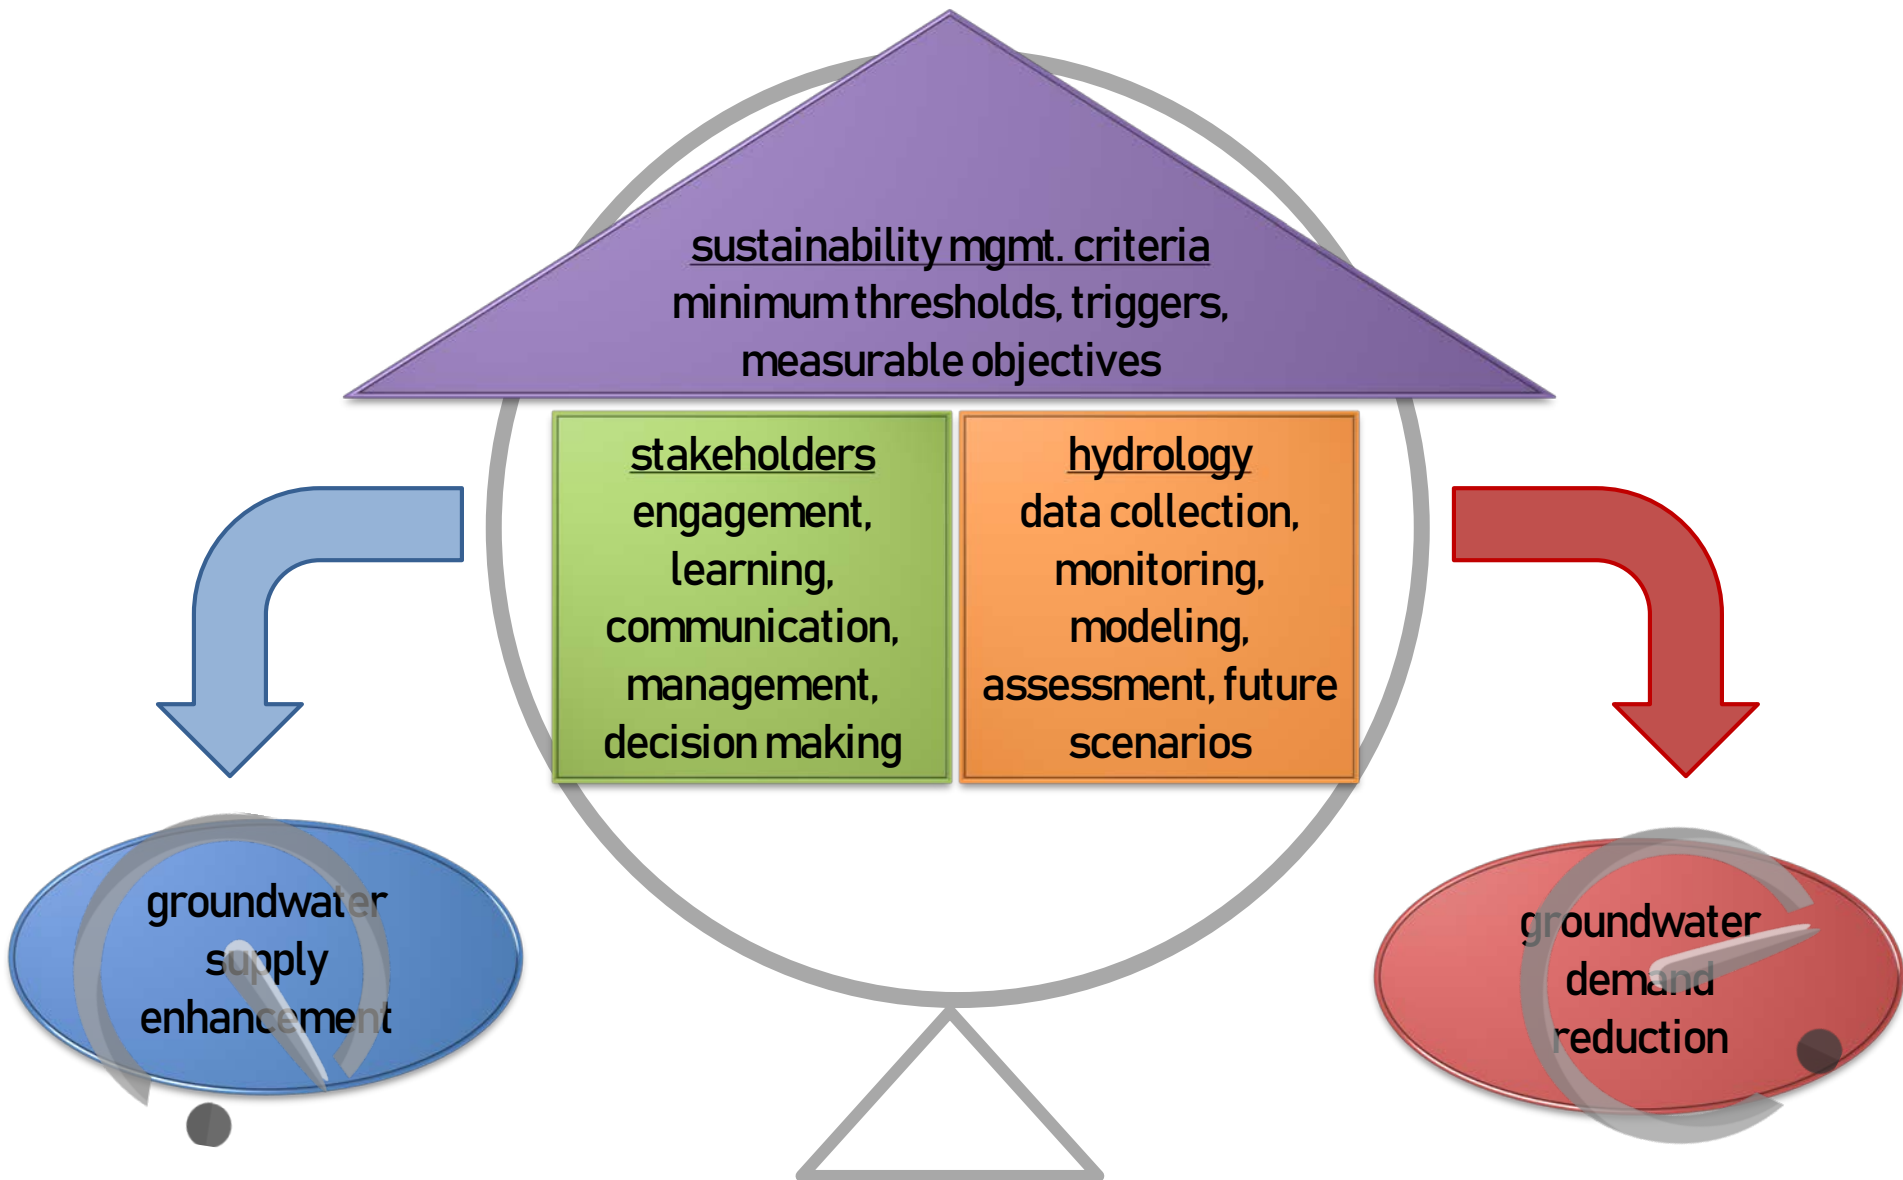 sustainability mgmt. criteria
minimum thresholds, triggers,
measurable objectives
stakeholders
engagement,
learning,
communication,
management,
decision making
hydrology
data collection,
monitoring,
modeling,
assessment, future
scenarios
groundwater
supply
enhancement
groundwater
demand
reduction